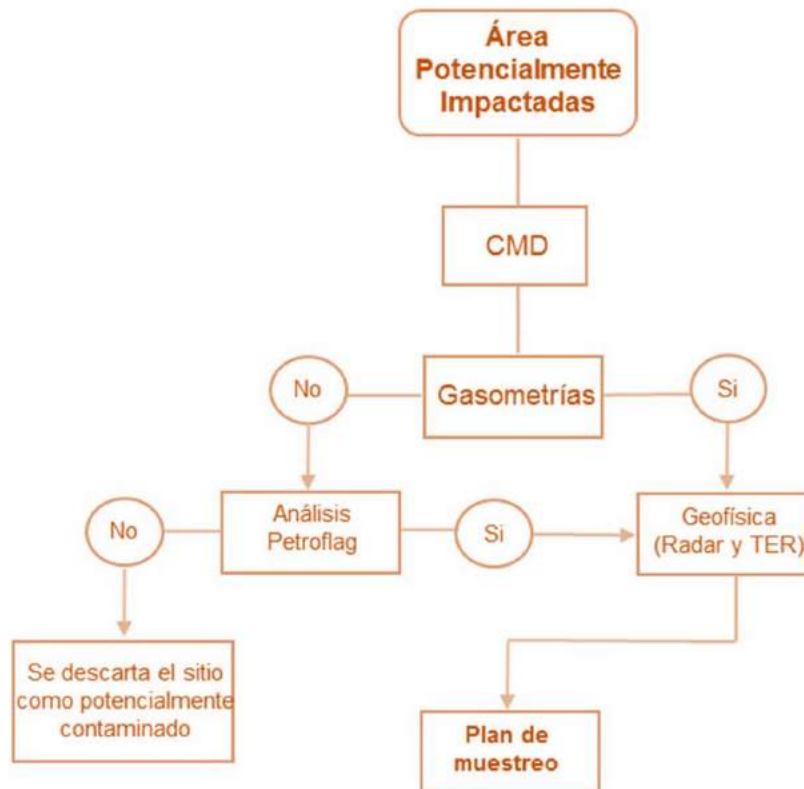 Área
Potencialmente
Impactadas
CMD
No
Gasometrías
Si
No
Análisis
Petroflag
Si
Geofísica
(Radar y TER)
Se descarta el sitio
como potencialmente
contaminado
Plan de
muestreo